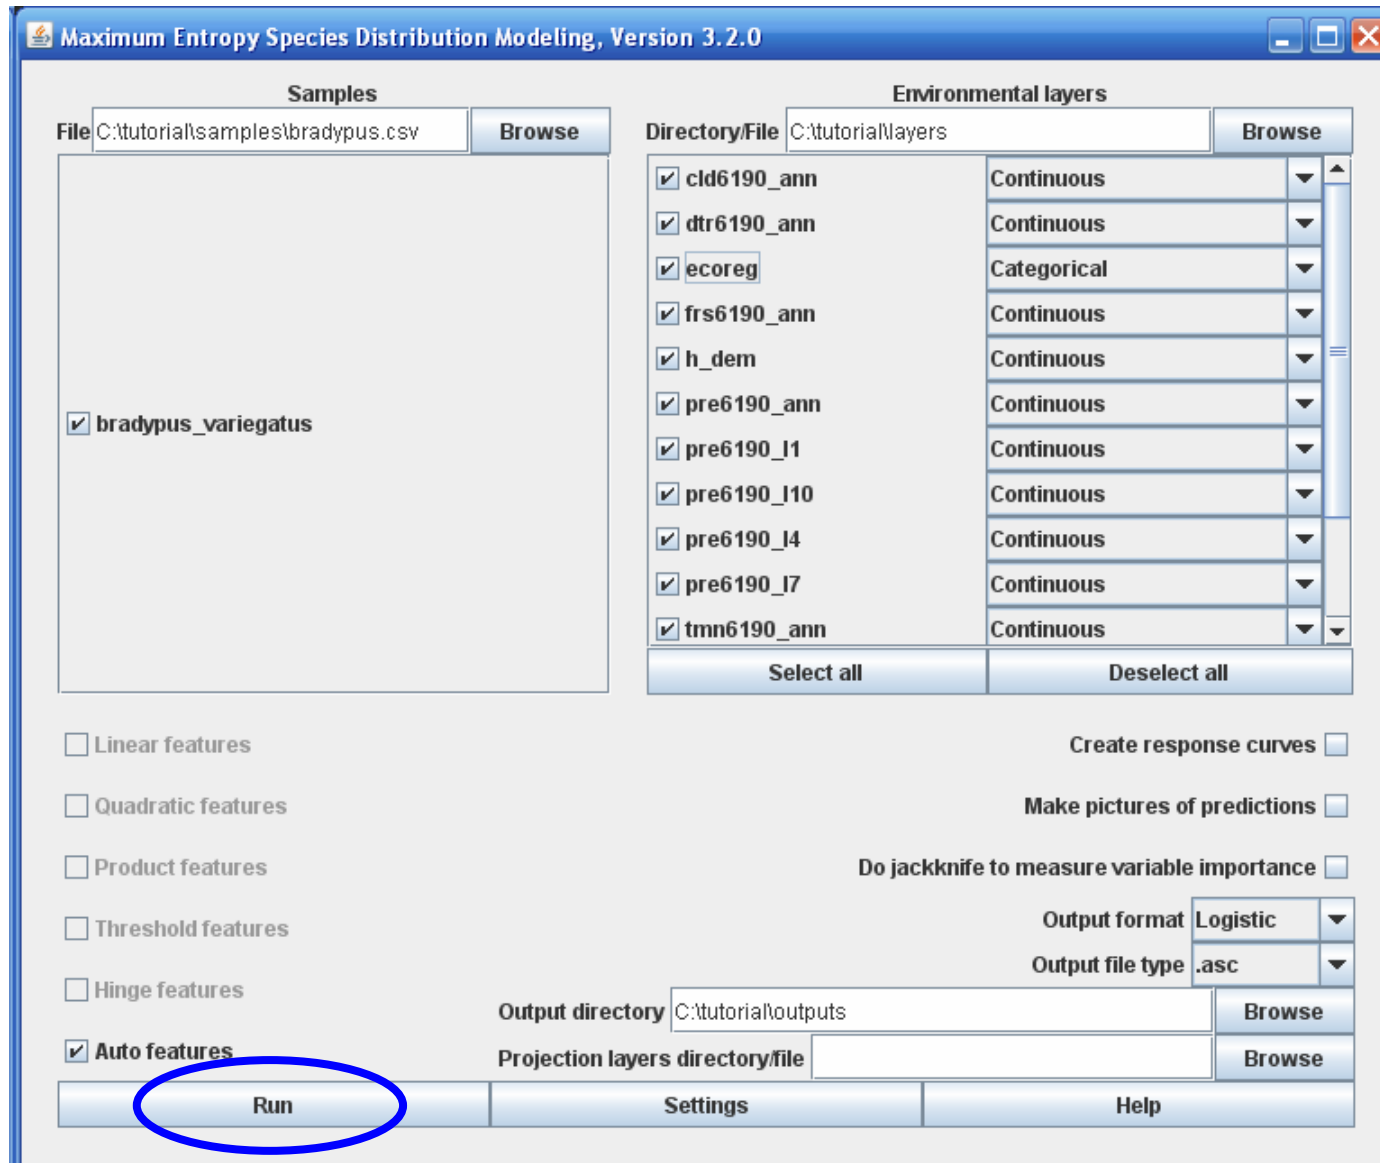 Maximum Entropy Species Distribution Modeling, Version 3.2.0
Samples
File C:\tutorial\samples\bradypus.csv Browse
bradypus_variegatus
Environmental layers
Directory/File C:\tutorial\layers Browse
cld6190_ann Continuous
dtr6190_ann Continuous
ecoreg Categorical
frs6190_ann Continuous
h_dem Continuous
pre6190_ann Continuous
pre6190_l1 Continuous
pre6190_l10 Continuous
pre6190_l4 Continuous
pre6190_l7 Continuous
tmn6190_ann Continuous
Select all Deselect all
Linear features
Quadratic features
Product features
Threshold features
Hinge features
Auto features
Create response curves
Make pictures of predictions
Do jackknife to measure variable importance
Output format Logistic
Output file type .asc
Output directory C:\tutorial\outputs Browse
Projection layers directory/file Browse
Run Settings Help